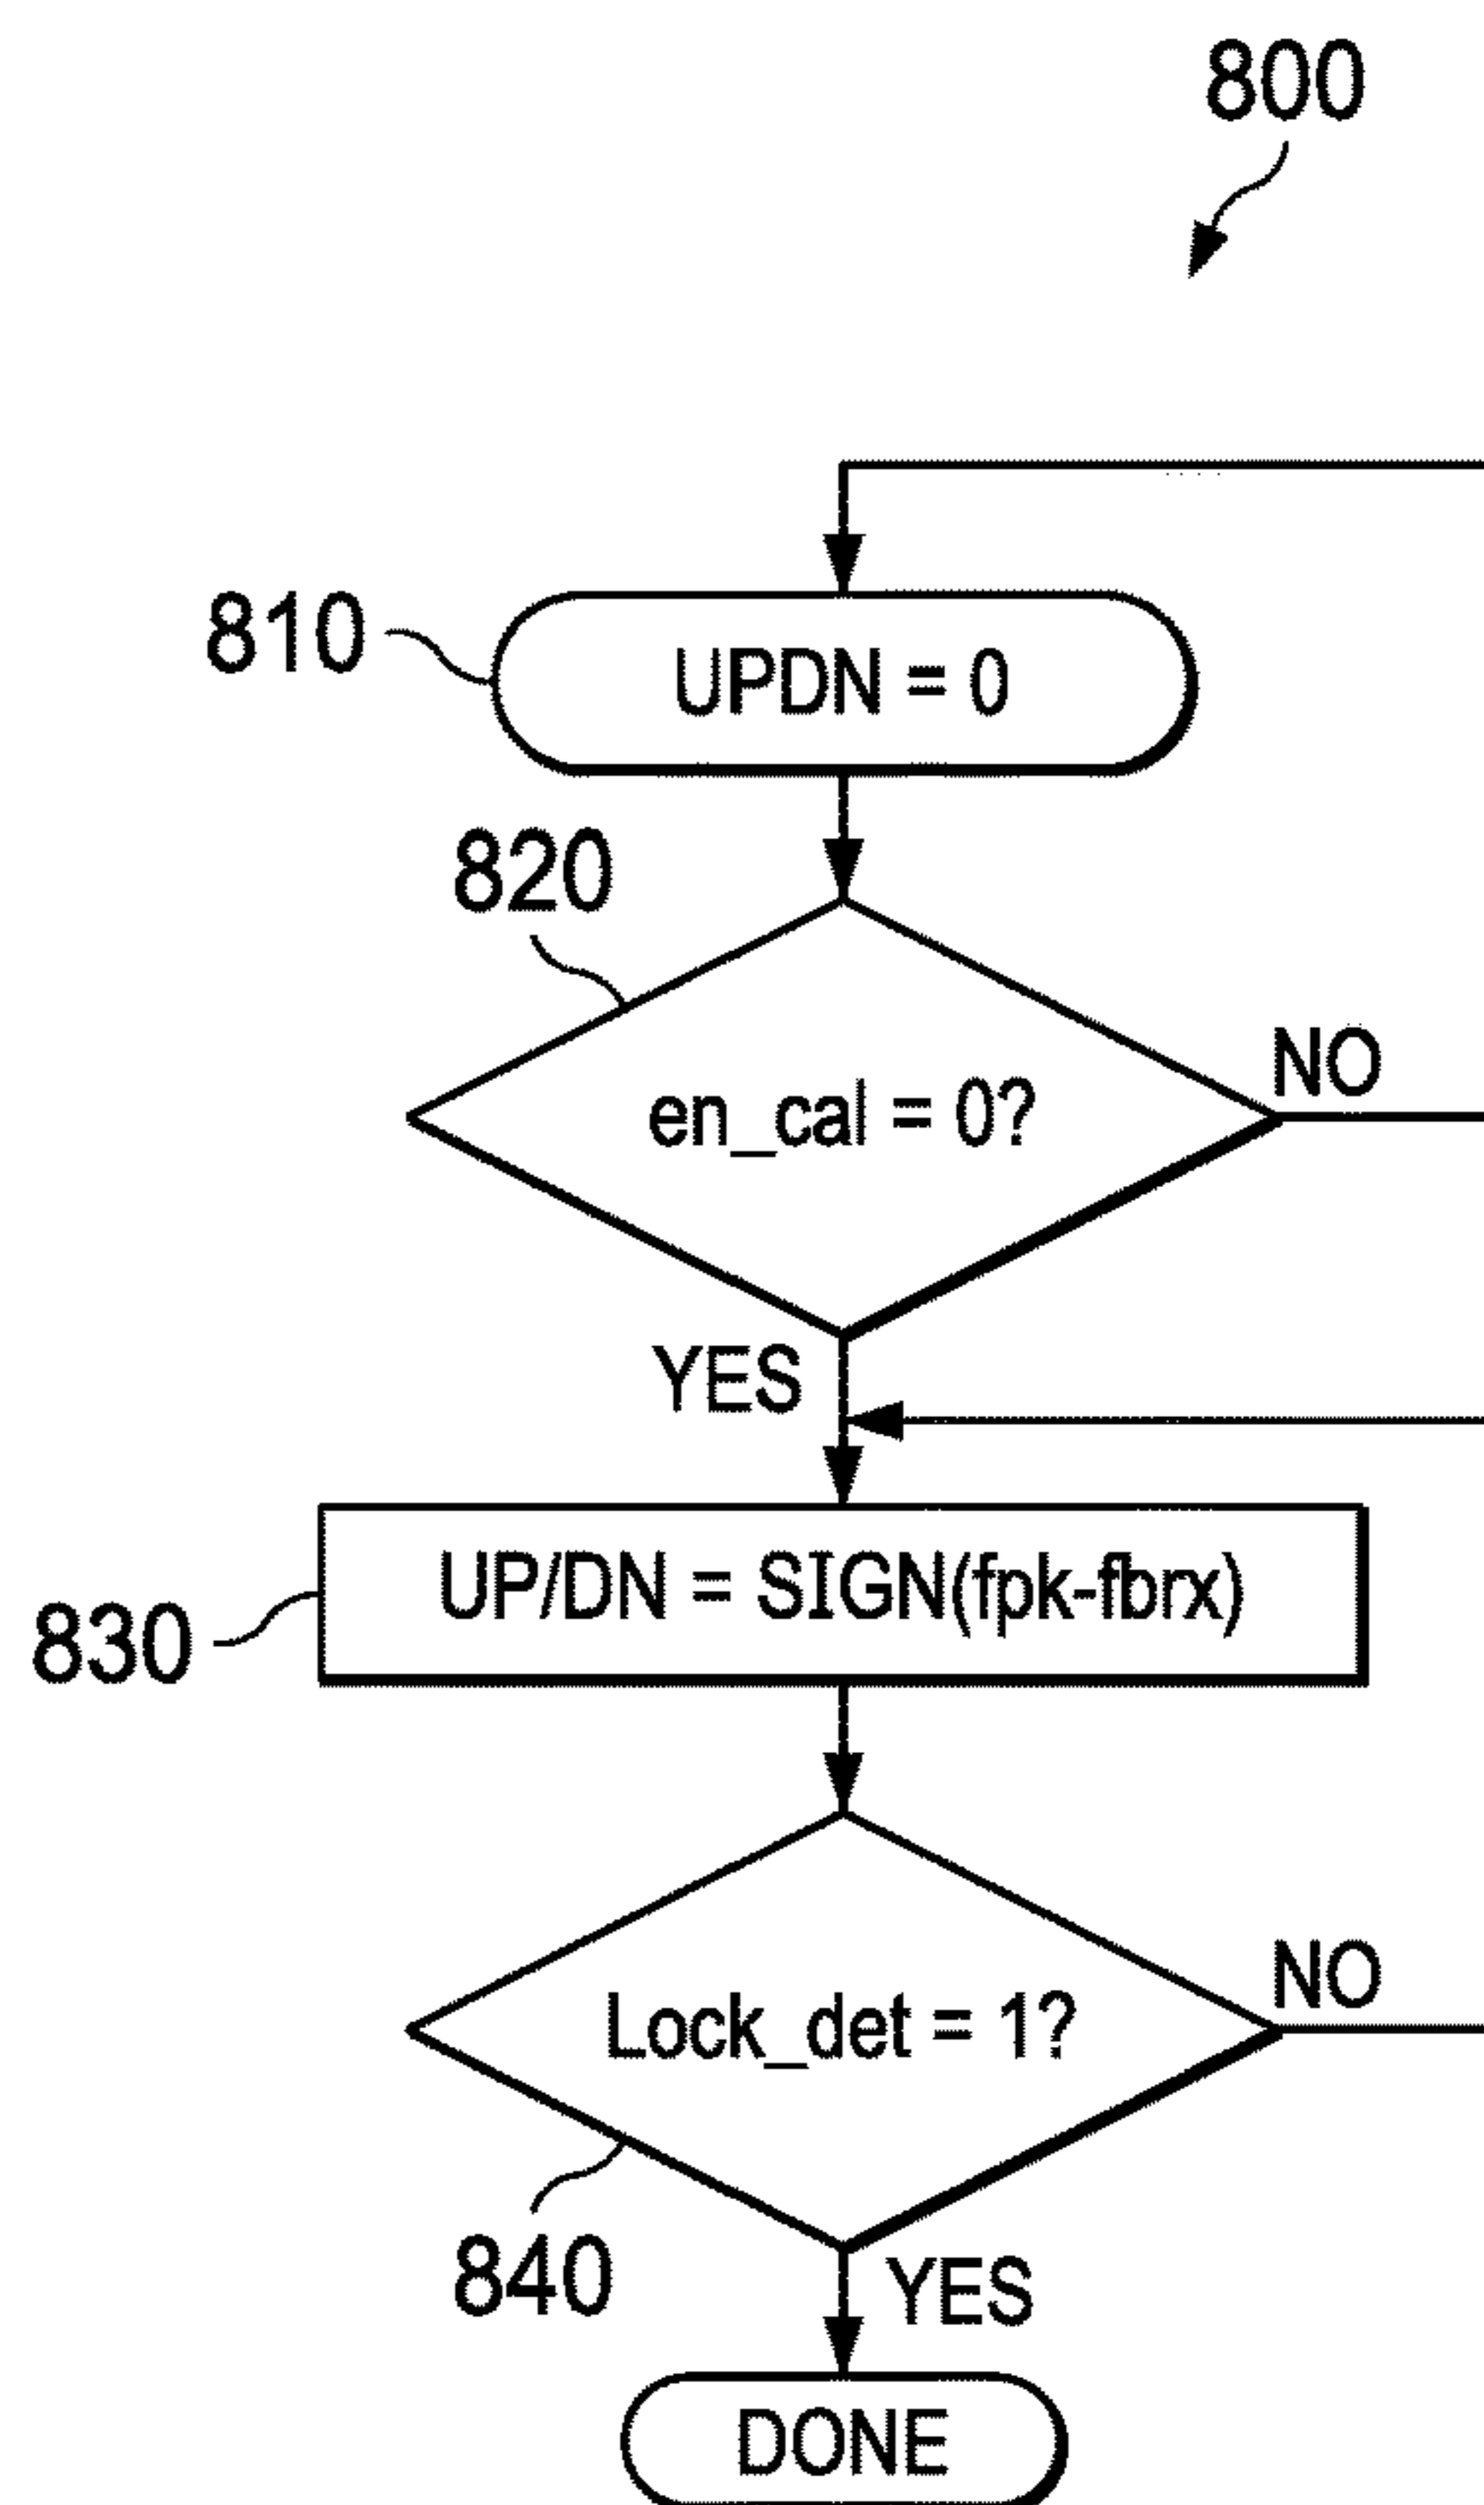 800
810
UPDN = 0
820
en_cal = 0?
NO
YES
UP/DN = SIGN(fpk-fbrx)
830
Lock_det = 1?
NO
840
YES
DONE